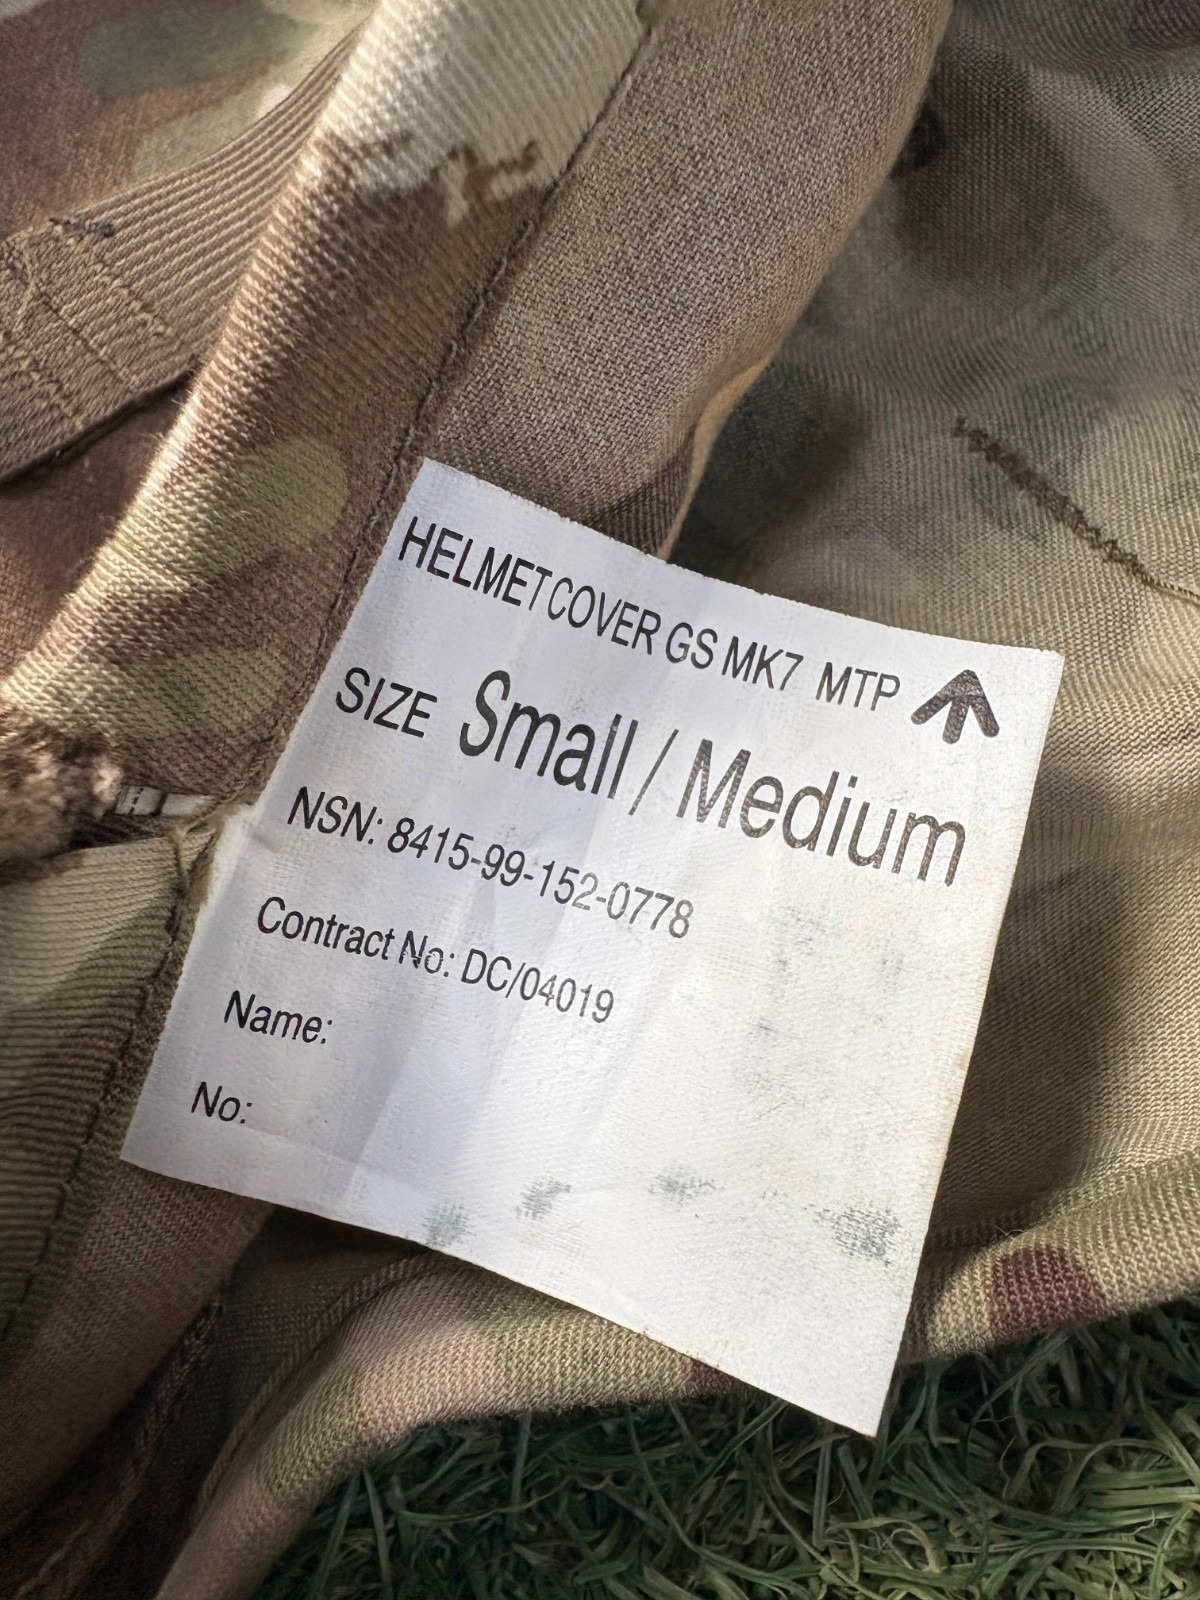 HELMET COVER GS MK7 MTP
SIZE Small / Medium
NSN: 8415-99-152-0778
Contract No: DC/04019
Name:
No: